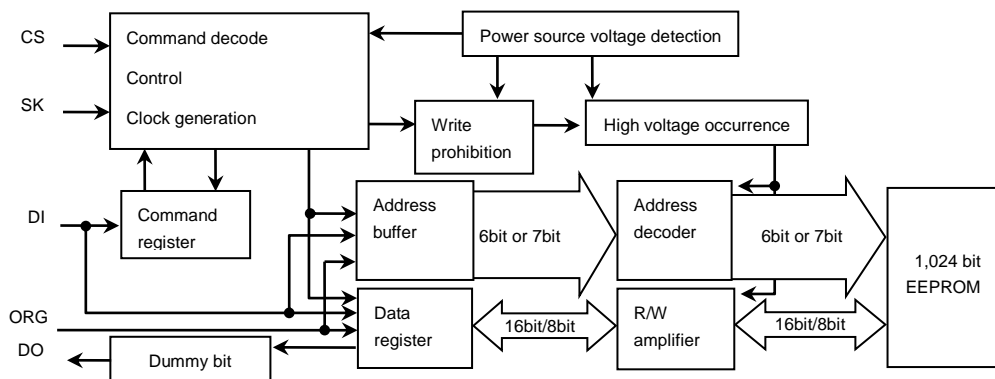 CS
Command decode
Control
Clock generation
Power source voltage detection
SK
Write
prohibition
High voltage occurrence
DI
Command
register
Address
buffer
6bit or 7bit
Address
decoder
6bit or 7bit
1,024 bit
EEPROM
ORG
Data
register
16bit/8bit
R/W
amplifier
16bit/8bit
DO
Dummy bit